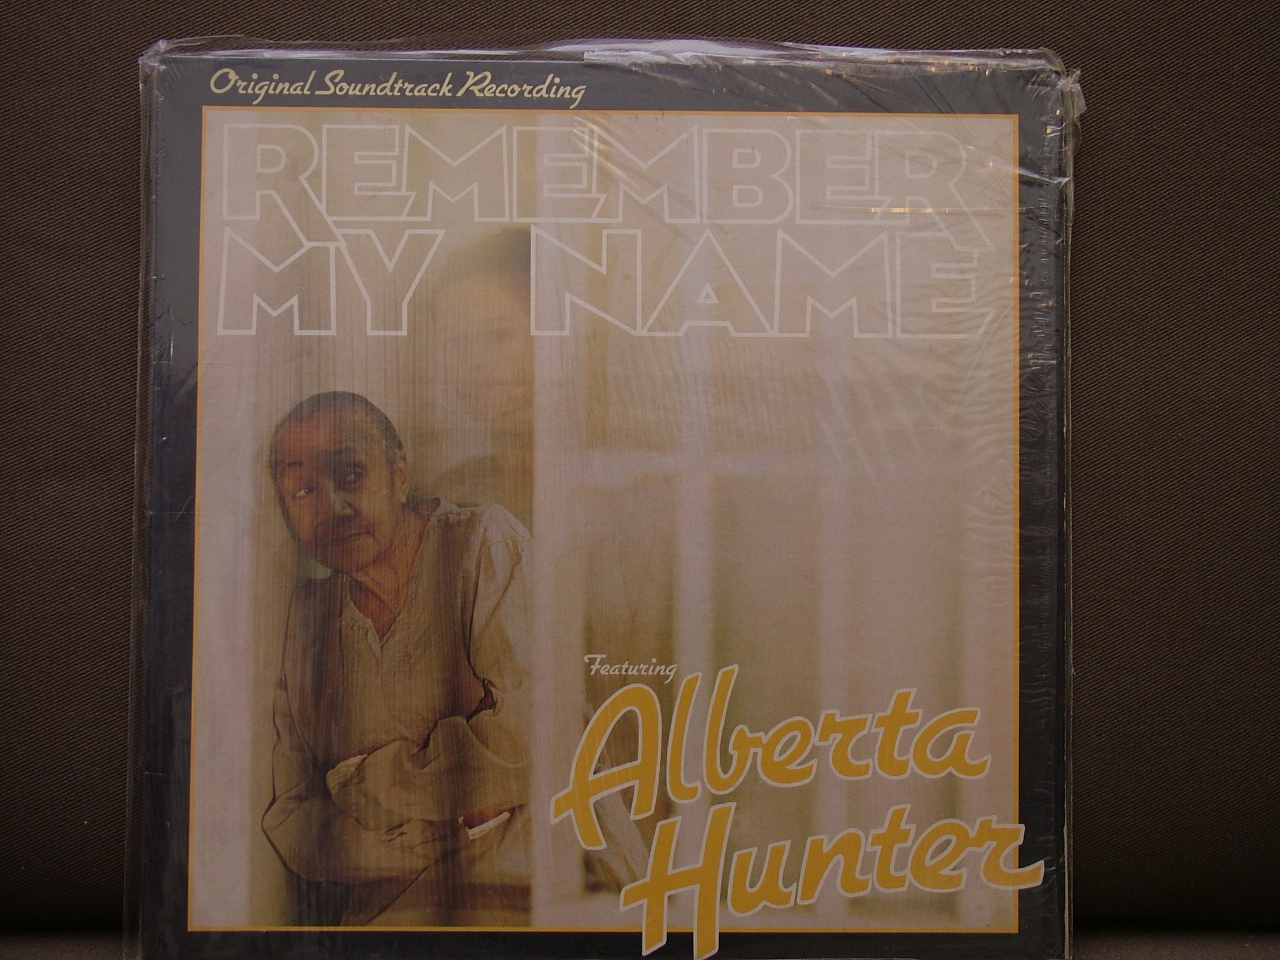 Original Soundtrack Recording
REMEMBER
MY NAME
Featuring
Alberta
Hunter